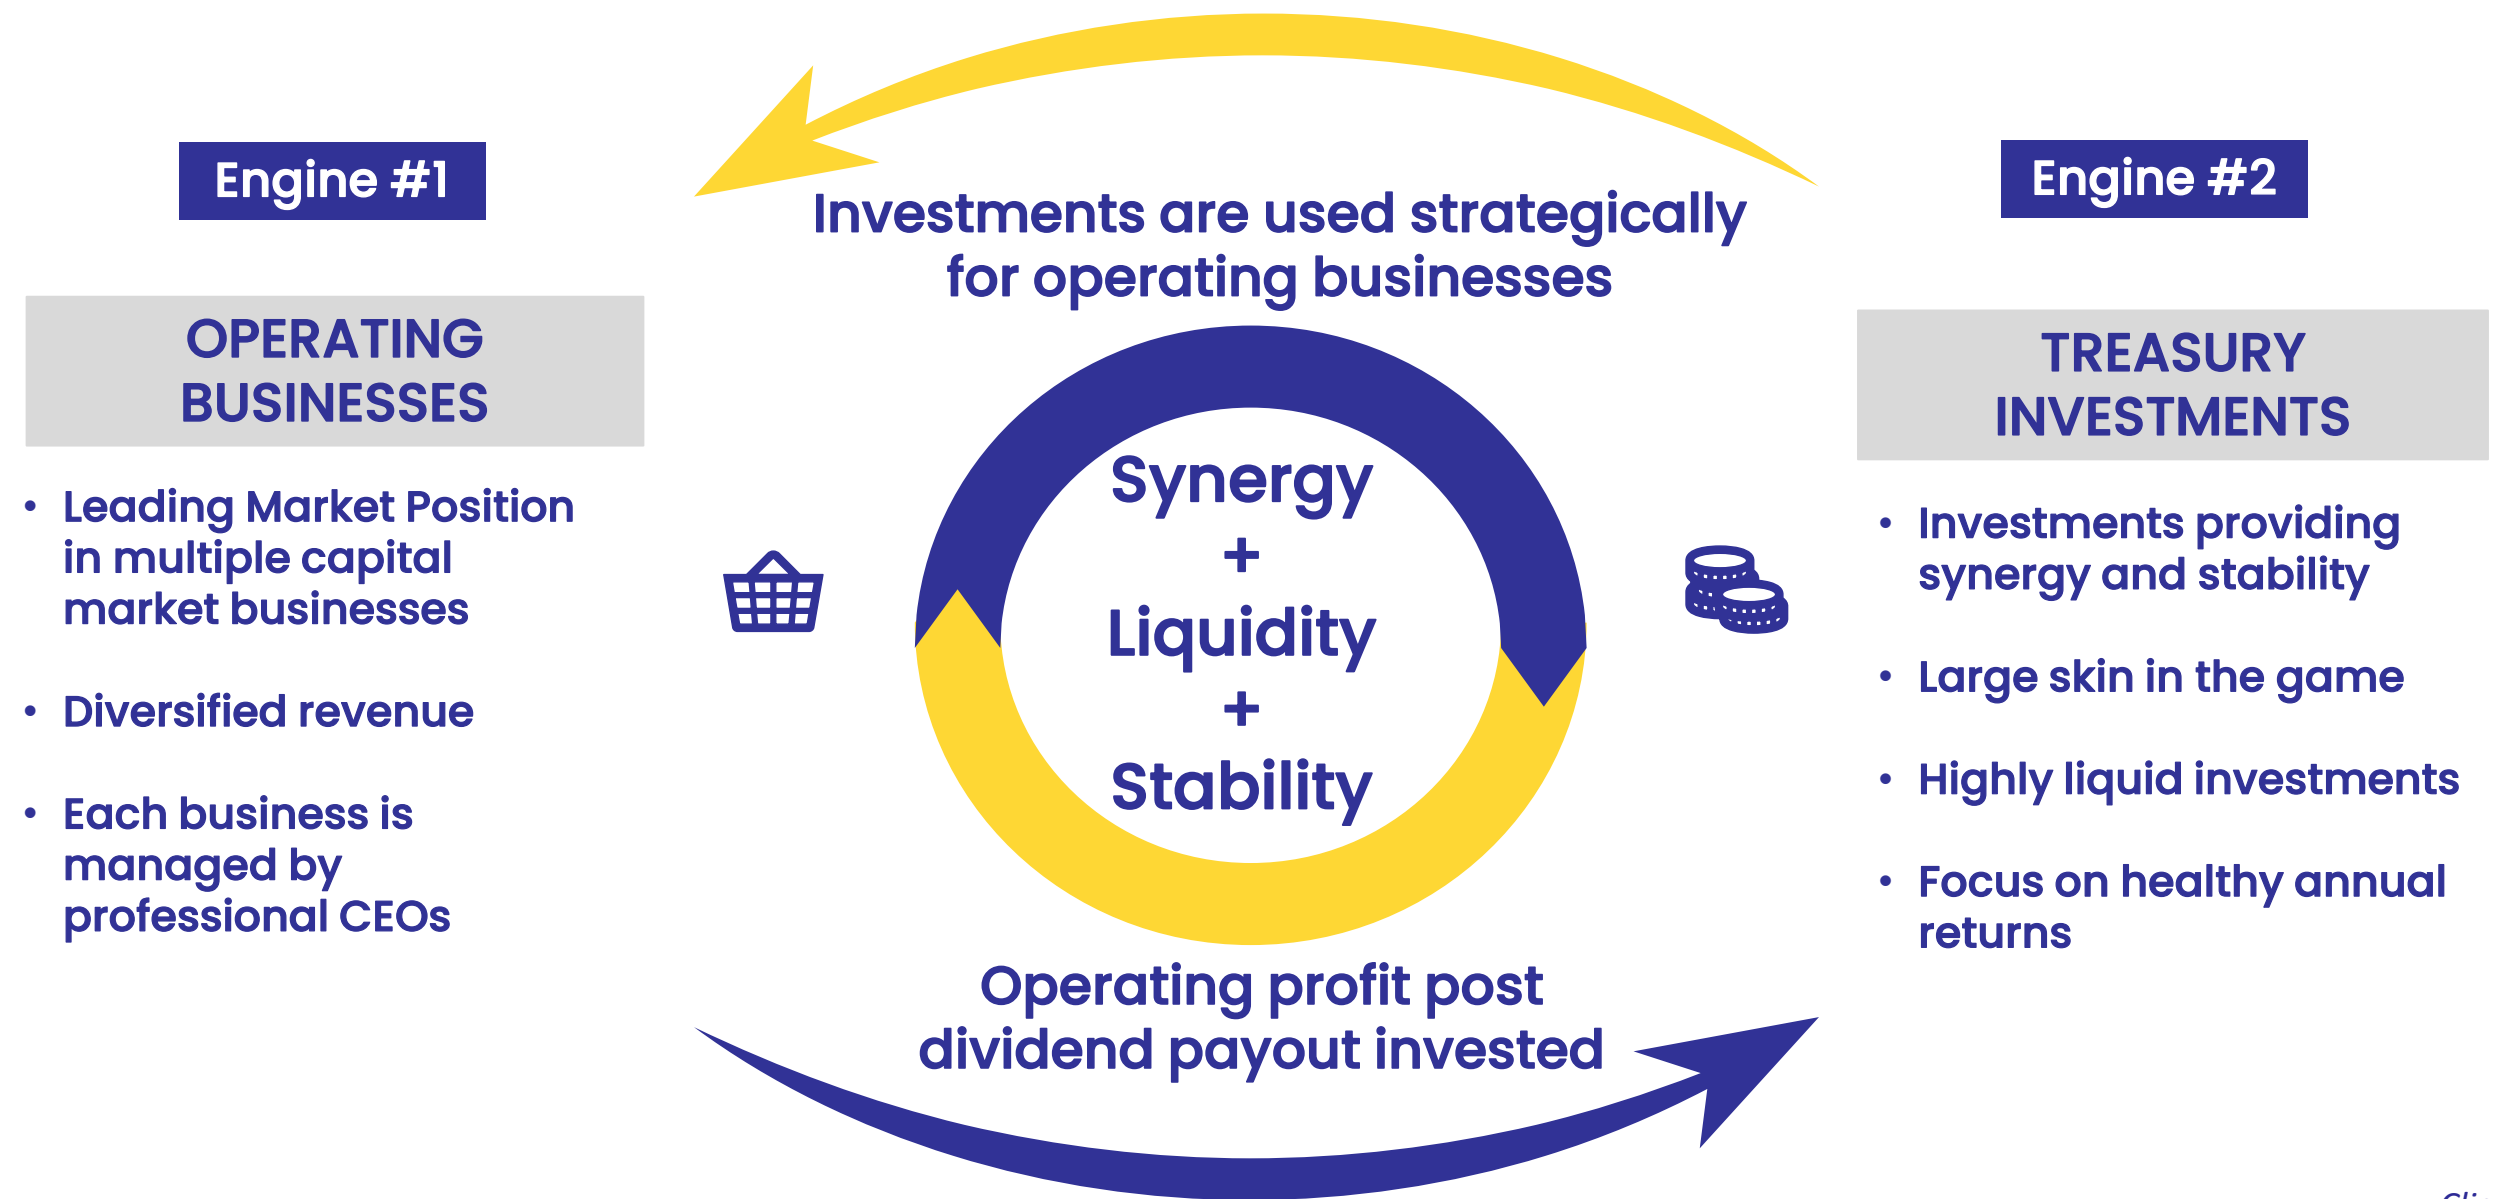 Engine #1
OPERATING
BUSINESSES
• Leading Market Position
in multiple capital
market businesses
• Diversified revenue
• Each business is
managed by
professional CEOs
Investments are used strategically
for operating businesses
Synergy
+
Liquidity
+
Stability
Operating profit post
dividend payout invested
Engine #2
TREASURY
INVESTMENTS
• Investments providing
synergy and stability
• Large skin in the game
• Highly liquid investments
• Focus on healthy annual
returns